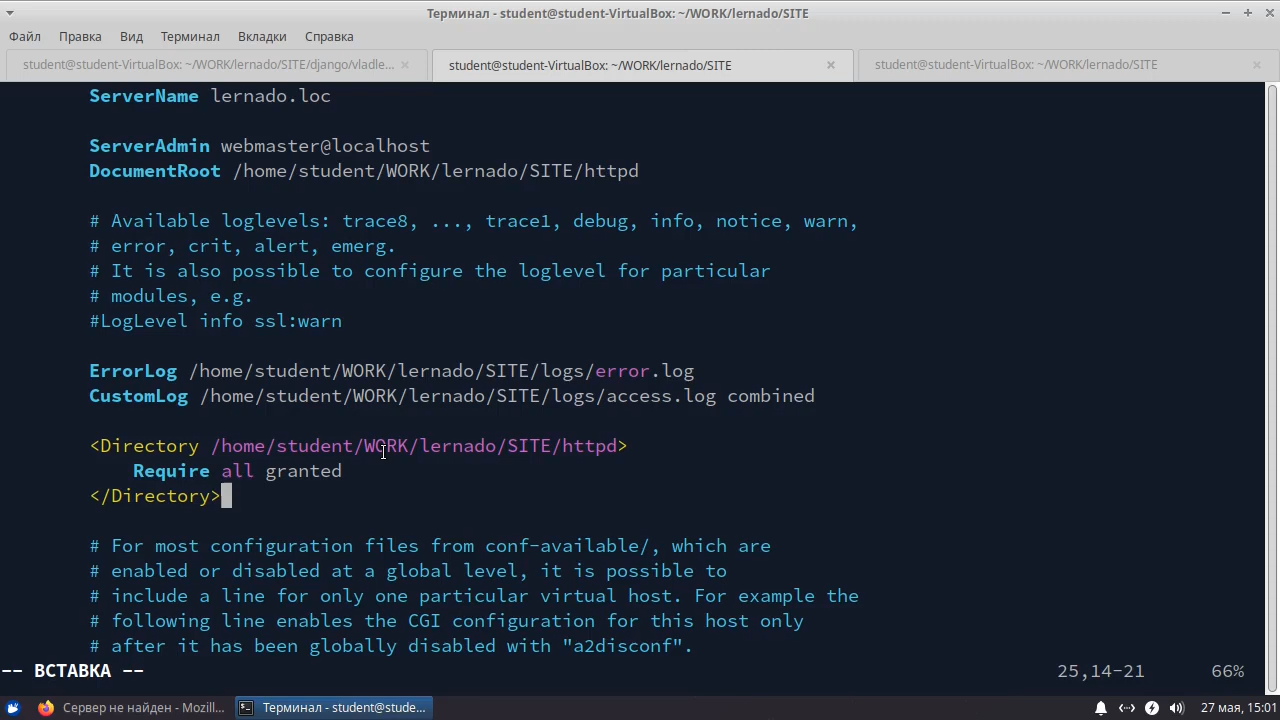 Терминал - student@student-VirtualBox: ~/WORK/lernado/SITE
Файл Правка Вид Терминал Вкладки Справка
student@student-VirtualBox: ~/WORK/lernado/SITE/django/vladle... student@student-VirtualBox: ~/WORK/lernado/SITE student@student-VirtualBox: ~/WORK/lernado/SITE
ServerName lernado.loc
ServerAdmin webmaster@localhost
DocumentRoot /home/student/WORK/lernado/SITE/httpd
# Available loglevels: trace8, ..., trace1, debug, info, notice, warn,
# error, crit, alert, emerg.
# It is also possible to configure the loglevel for particular
# modules, e.g.
#LogLevel info ssl:warn
ErrorLog /home/student/WORK/lernado/SITE/logs/error.log
CustomLog /home/student/WORK/lernado/SITE/logs/access.log combined
<Directory /home/student/WORK/lernado/SITE/httpd>
Require all granted
</Directory>
# For most configuration files from conf-available/, which are
# enabled or disabled at a global level, it is possible to
# include a line for only one particular virtual host. For example the
# following line enables the CGI configuration for this host only
# after it has been globally disabled with "a2disconf".
-- ВСТАВКА -- 25,14-21 66%
Сервер не найден - Mozill... Терминал - student@stude... 27 мая, 15:01